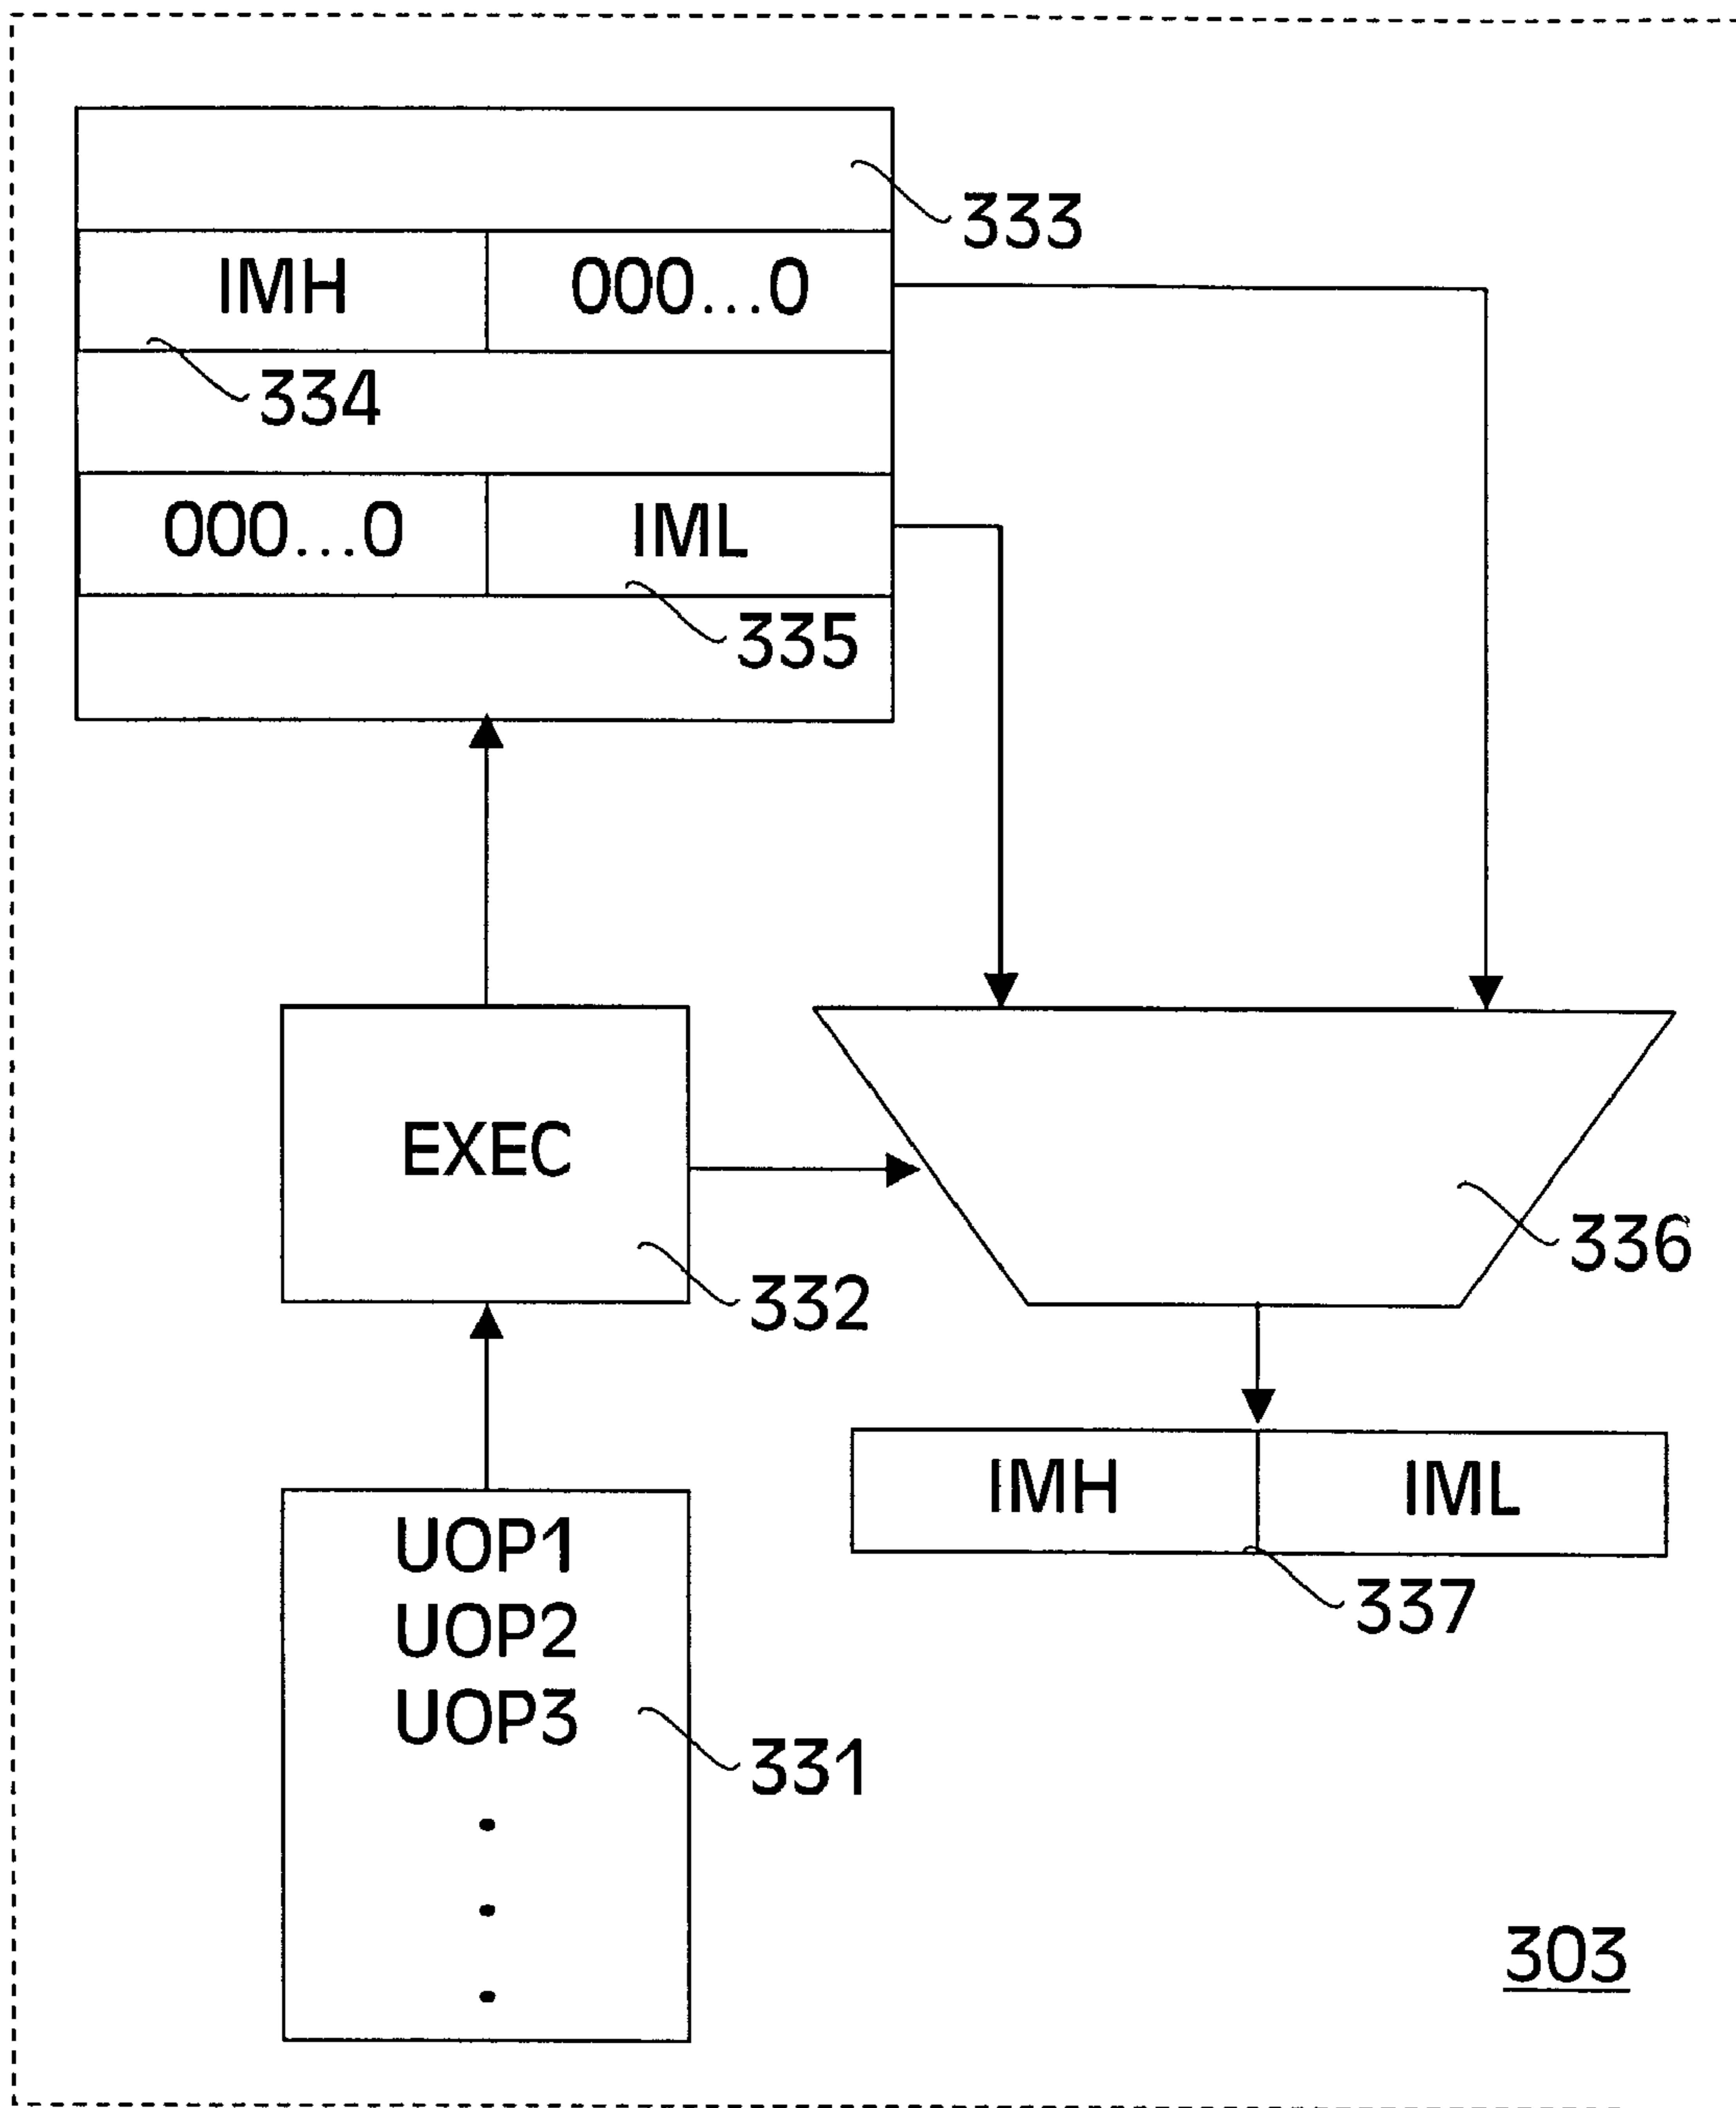 333
IMH 000...0
334
000...0 IML
335
EXEC
336
332
IMH IML
UOP1
337
UOP2
UOP3
331
303